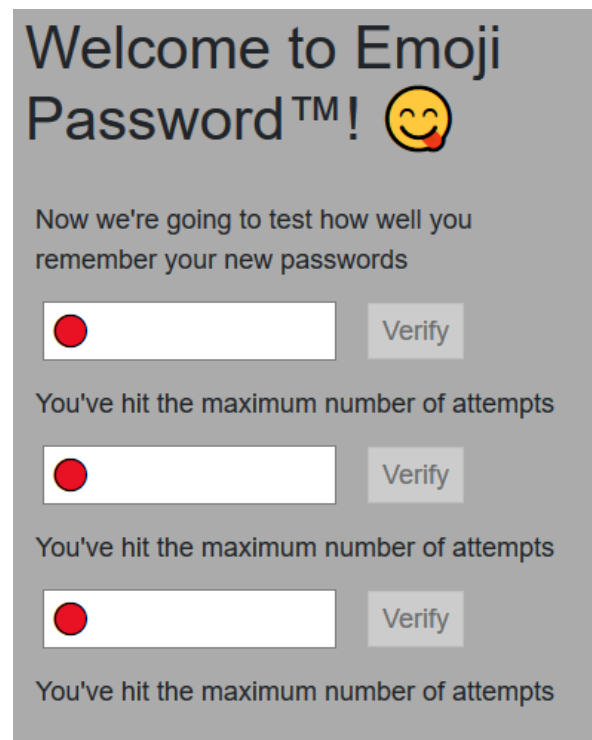 Welcome to Emoji
Password™! 😋
Now we're going to test how well you
remember your new passwords
🔴
Verify
You've hit the maximum number of attempts
🔴
Verify
You've hit the maximum number of attempts
🔴
Verify
You've hit the maximum number of attempts